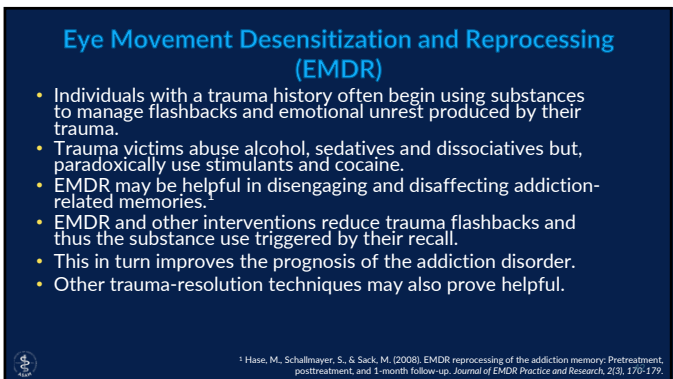 Eye Movement Desensitization and Reprocessing
(EMDR)
• Individuals with a trauma history often begin using substances
to manage flashbacks and emotional unrest produced by their
trauma.
• Trauma victims abuse alcohol, sedatives and dissociatives but,
paradoxically use stimulants and cocaine.
• EMDR may be helpful in disengaging and disaffecting addiction-
related memories.¹
• EMDR and other interventions reduce trauma flashbacks and
thus the substance use triggered by their recall.
• This in turn improves the prognosis of the addiction disorder.
• Other trauma-resolution techniques may also prove helpful.
¹ Hase, M., Schallmayer, S., & Sack, M. (2008). EMDR reprocessing of the addiction memory: Pretreatment,
posttreatment, and 1-month follow-up. Journal of EMDR Practice and Research, 2(3), 170-179.
ASAM